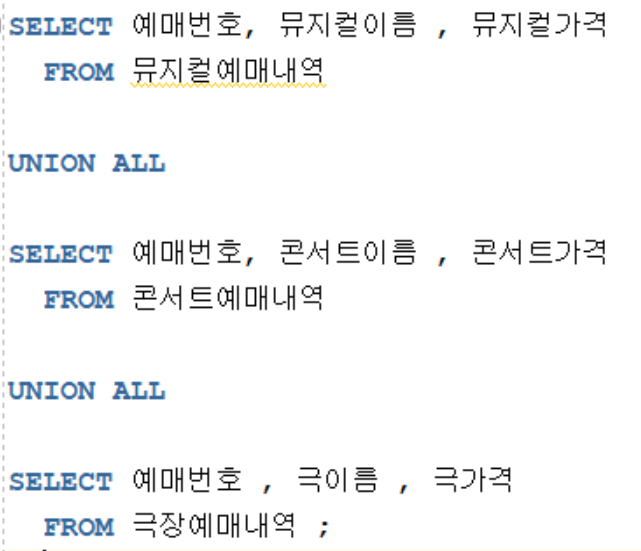 SELECT 예매번호, 뮤지컬이름 , 뮤지컬가격
FROM 뮤지컬예매내역
UNION ALL
SELECT 예매번호, 콘서트이름 , 콘서트가격
FROM 콘서트예매내역
UNION ALL
SELECT 예매번호 , 극이름 , 극가격
FROM 극장예매내역 ;